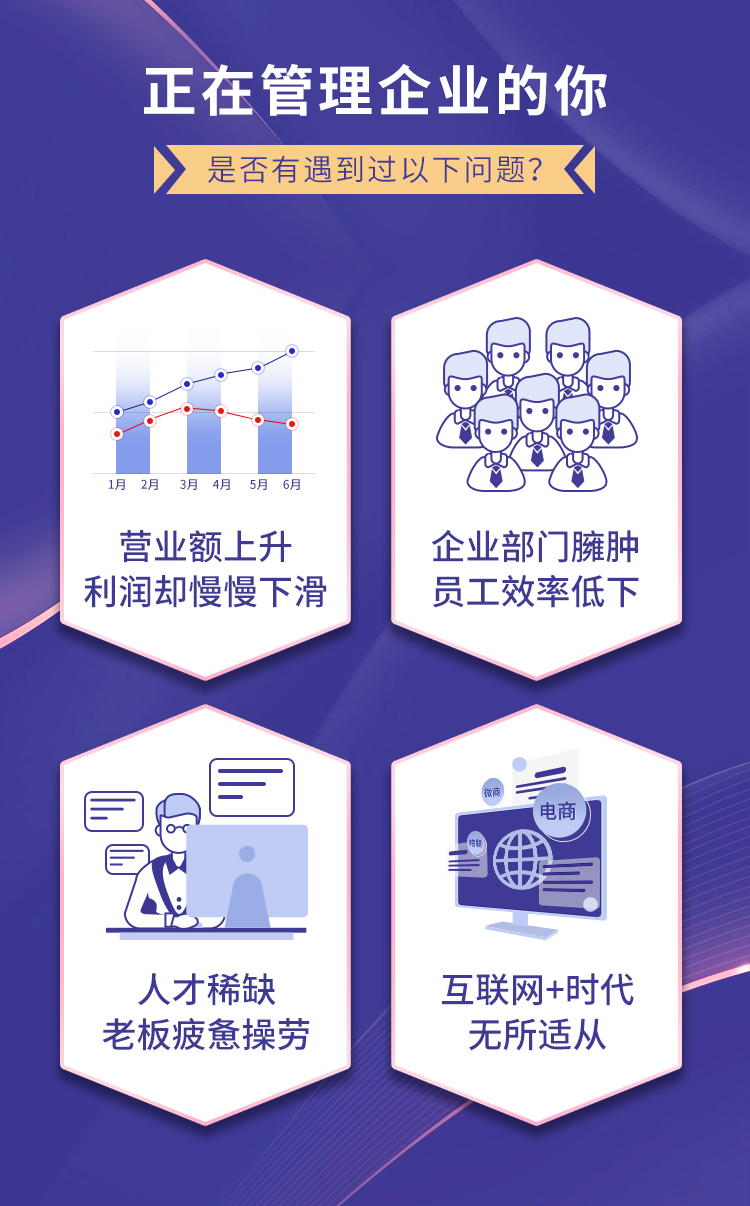 正在管理企业的你
是否有遇到过以下问题?
1月 2月 3月 4月 5月 6月
营业额上升
利润却慢慢下滑
企业部门臃肿
员工效率低下
微商
电商
物联
人才稀缺
老板疲惫操劳
互联网+时代
无所适从